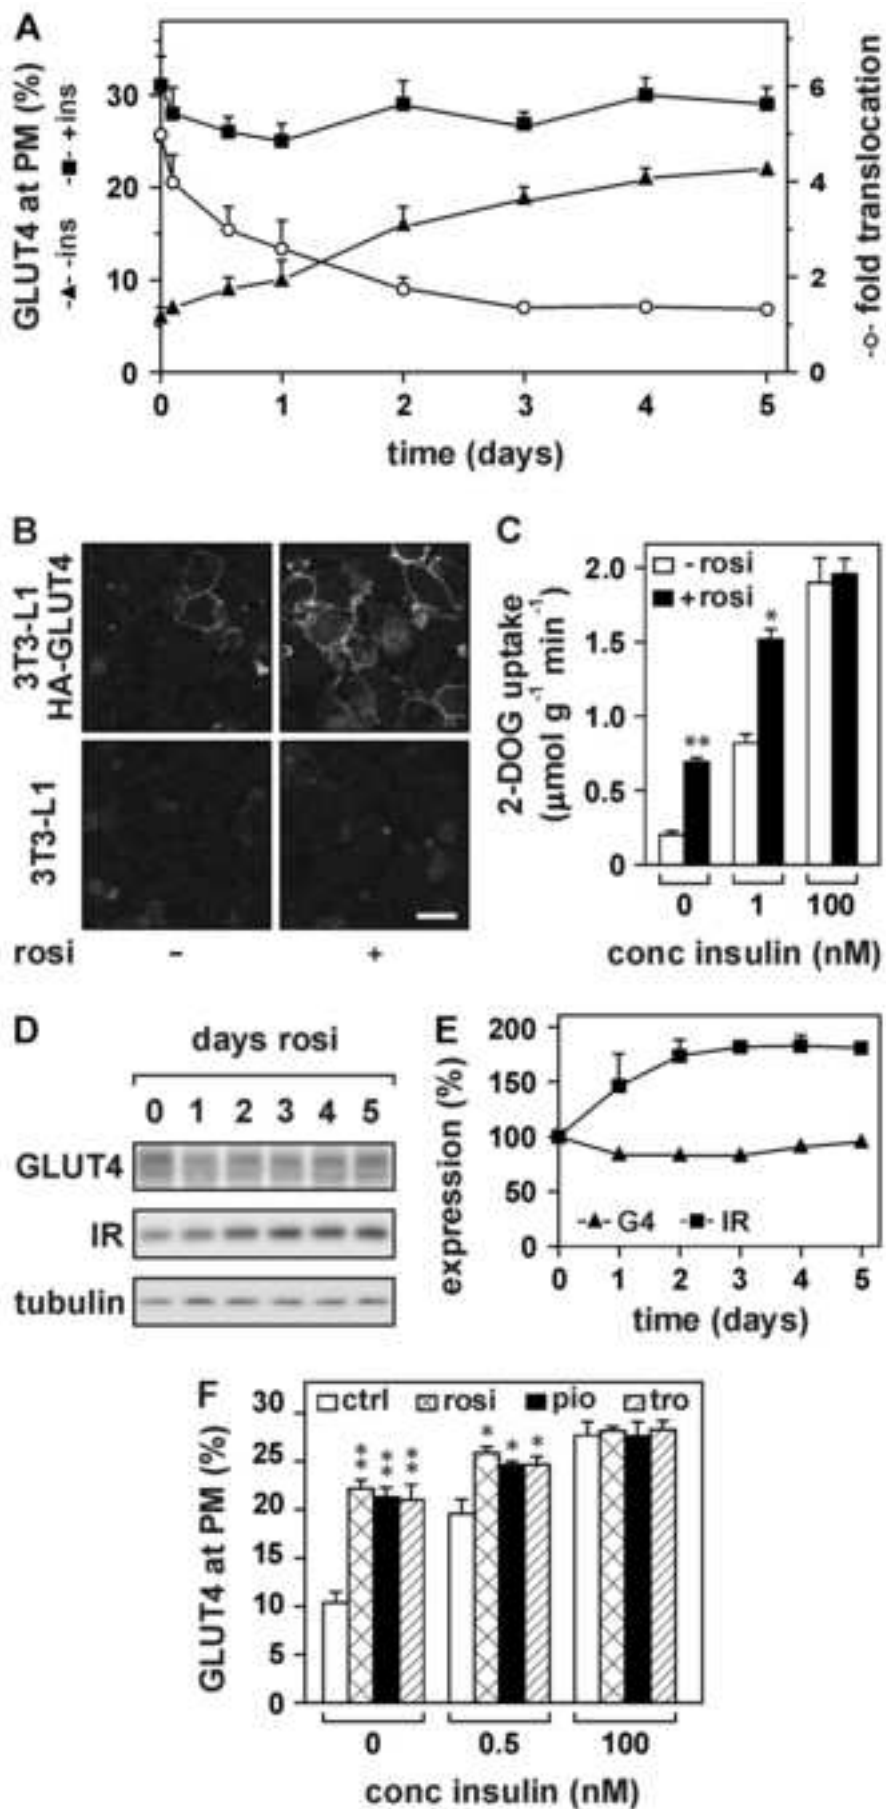 A
GLUT4 at PM (%)
-▲- -ins -■- +ins
30
20
10
0
6
4
2
0
-○- fold translocation
0 1 2 3 4 5
time (days)
B
3T3-L1
HA-GLUT4
3T3-L1
rosi - +
C
2-DOG uptake
(μmol g⁻¹ min⁻¹)
2.0
1.5
1.0
0.5
0
- rosi
+ rosi
**
*
0 1 100
conc insulin (nM)
D
days rosi
0 1 2 3 4 5
GLUT4
IR
tubulin
E
expression (%)
200
150
100
50
0
-▲- G4 -■- IR
0 1 2 3 4 5
time (days)
F
GLUT4 at PM (%)
30
25
20
15
10
5
0
ctrl rosi pio tro
** ** ** * * *
0 0.5 100
conc insulin (nM)